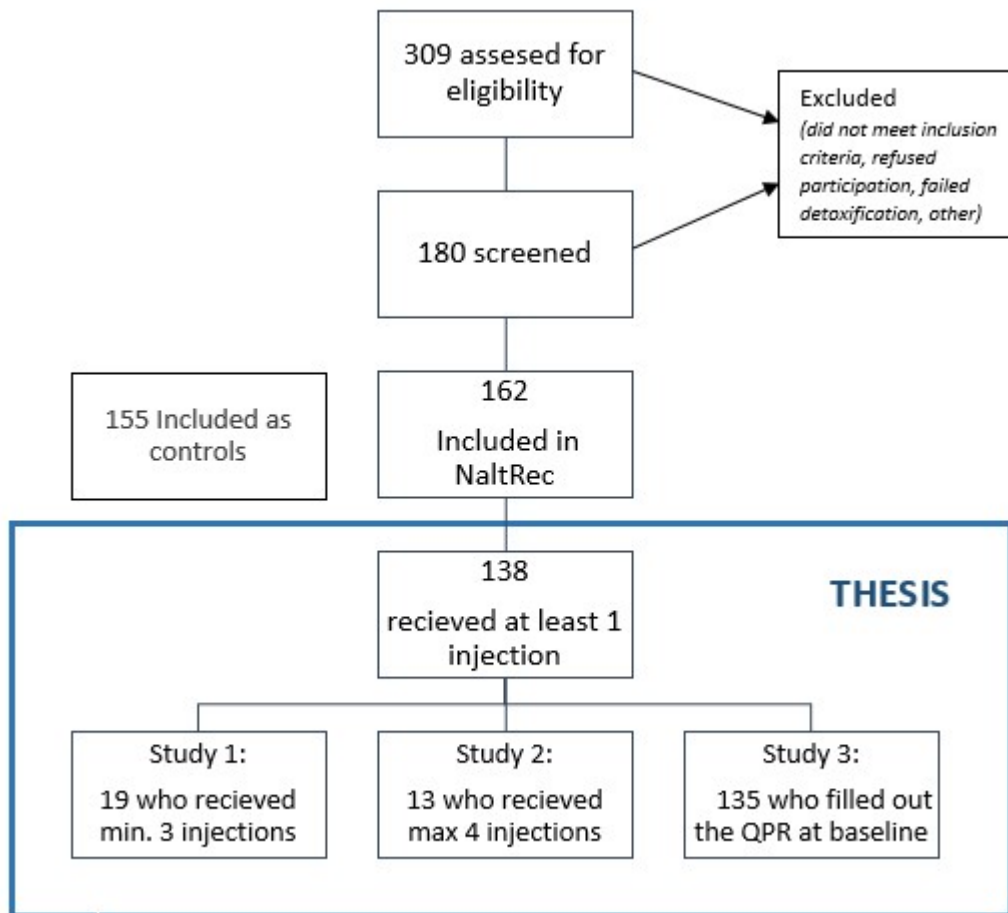 309 assesed for
eligibility
Excluded
(did not meet inclusion
criteria, refused
participation, failed
detoxification, other)
180 screened
155 Included as
controls
162
Included in
NaltRec
138
recieved at least 1
injection
THESIS
Study 1:
19 who recieved
min. 3 injections
Study 2:
13 who recieved
max 4 injections
Study 3:
135 who filled out
the QPR at baseline